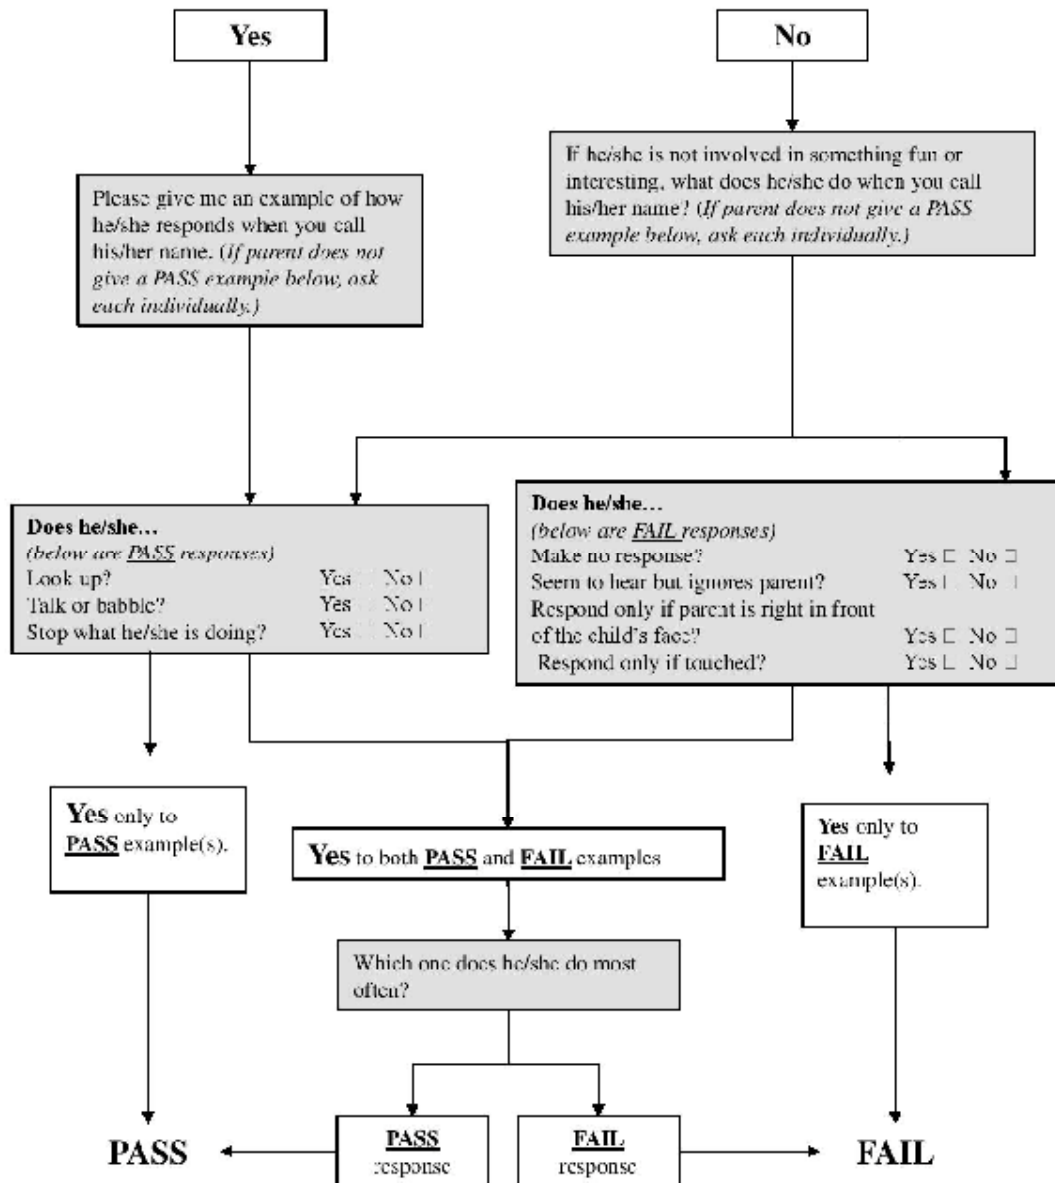 Yes
No
Please give me an example of how
he/she responds when you call
his/her name. (If parent does not
give a PASS example below, ask
each individually.)
If he/she is not involved in something fun or
interesting, what does he/she do when you call
his/her name? (If parent does not give a PASS
example below, ask each individually.)
Does he/she…
(below are PASS responses)
Look up? Yes □ No □
Talk or babble? Yes □ No □
Stop what he/she is doing? Yes □ No □
Does he/she…
(below are FAIL responses)
Make no response? Yes □ No □
Seem to hear but ignores parent? Yes □ No □
Respond only if parent is right in front
of the child's face? Yes □ No □
Respond only if touched? Yes □ No □
Yes only to
PASS example(s).
Yes to both PASS and FAIL examples
Yes only to
FAIL
example(s).
Which one does he/she do most
often?
PASS
PASS
response
FAIL
response
FAIL